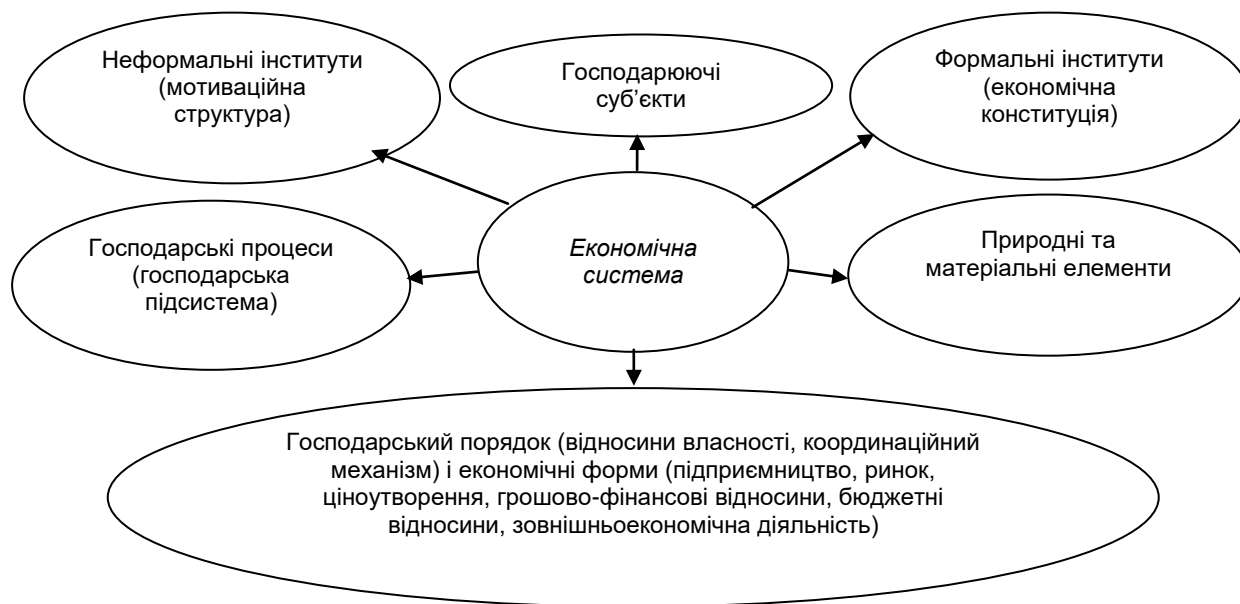 Неформальні інститути
(мотиваційна
структура)
Господарюючі
суб’єкти
Формальні інститути
(економічна
конституція)
Господарські процеси
(господарська
підсистема)
Економічна
система
Природні та
матеріальні елементи
Господарський порядок (відносини власності, координаційний
механізм) і економічні форми (підприємництво, ринок,
ціноутворення, грошово-фінансові відносини, бюджетні
відносини, зовнішньоекономічна діяльність)